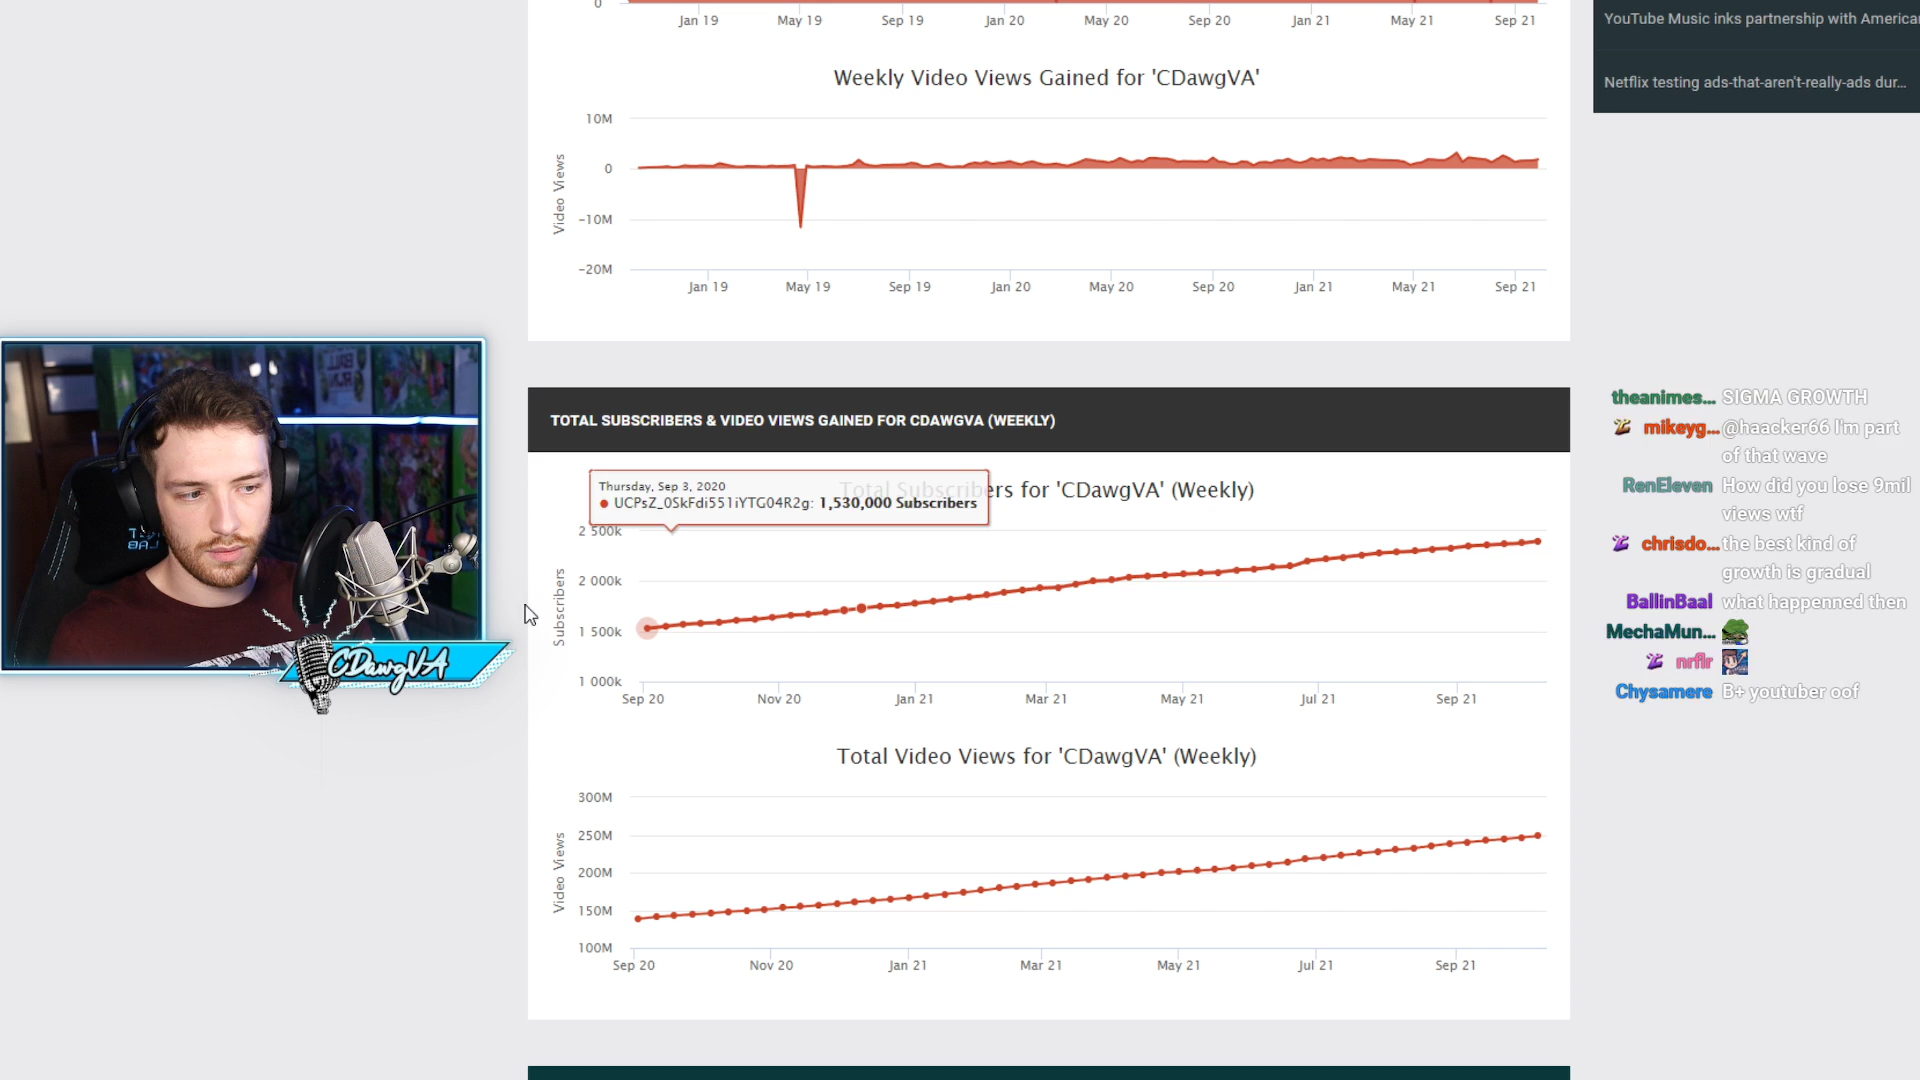 0
Jan 19 May 19 Sep 19 Jan 20 May 20 Sep 20 Jan 21 May 21 Sep 21
YouTube Music inks partnership with American
Netflix testing ads-that-aren't-really-ads dur...
Weekly Video Views Gained for 'CDawgVA'
10M
0
-10M
-20M
Video Views
Jan 19 May 19 Sep 19 Jan 20 May 20 Sep 20 Jan 21 May 21 Sep 21
TOTAL SUBSCRIBERS & VIDEO VIEWS GAINED FOR CDAWGVA (WEEKLY)
Total Subscribers for 'CDawgVA' (Weekly)
Thursday, Sep 3, 2020
UCPsZ_0SkFdi551iYTG04R2g: 1,530,000 Subscribers
2 500k
2 000k
1 500k
1 000k
Subscribers
Sep 20 Nov 20 Jan 21 Mar 21 May 21 Jul 21 Sep 21
Total Video Views for 'CDawgVA' (Weekly)
300M
250M
200M
150M
100M
Video Views
Sep 20 Nov 20 Jan 21 Mar 21 May 21 Jul 21 Sep 21
CDawgVA
theanimes... SIGMA GROWTH
mikeyg... @haacker66 I'm part
of that wave
RenEleven How did you lose 9mil
views wtf
chrisdo... the best kind of
growth is gradual
BallinBaal what happenned then
MechaMun...
nrflr
Chysamere B+ youtuber oof